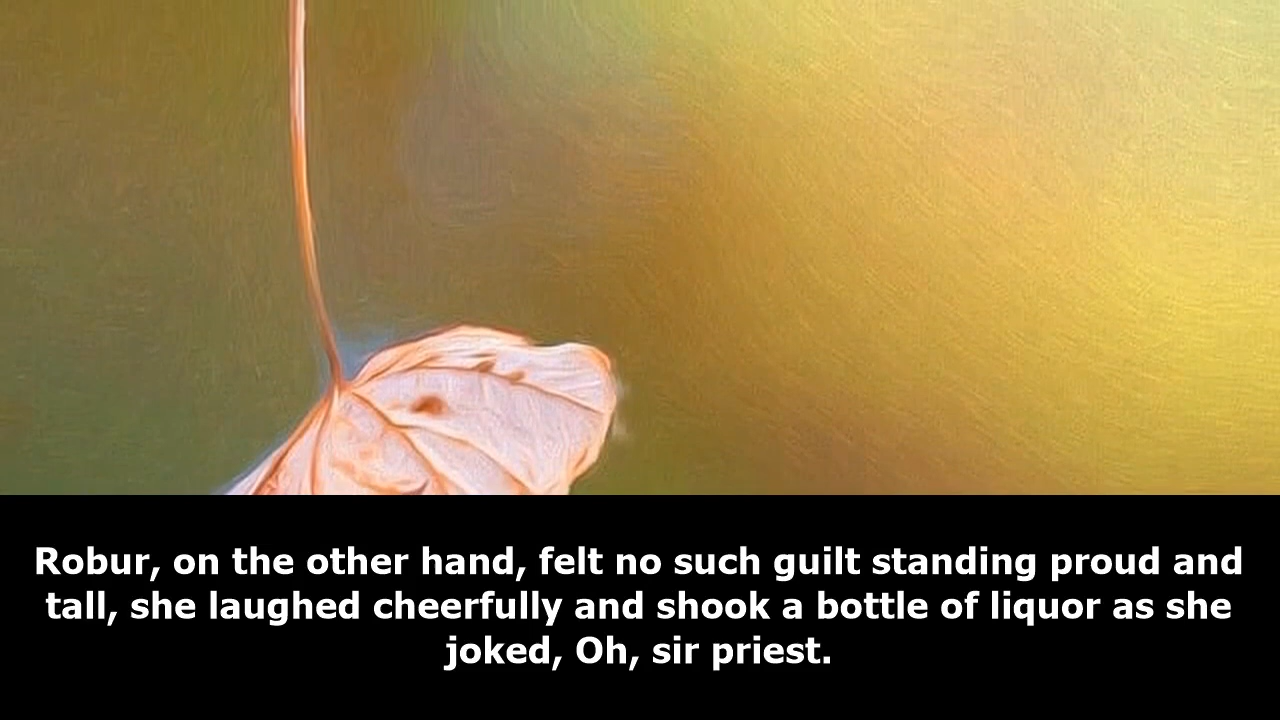 Robur, on the other hand, felt no such guilt standing proud and
tall, she laughed cheerfully and shook a bottle of liquor as she
joked, Oh, sir priest.